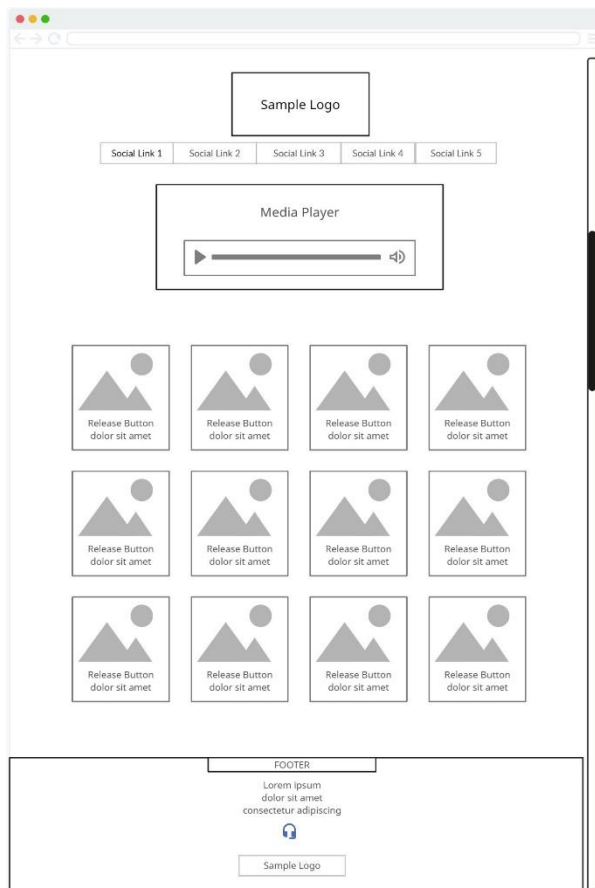 Sample Logo
Social Link 1 Social Link 2 Social Link 3 Social Link 4 Social Link 5
Media Player
Release Button Release Button Release Button Release Button
dolor sit amet dolor sit amet dolor sit amet dolor sit amet
Release Button Release Button Release Button Release Button
dolor sit amet dolor sit amet dolor sit amet dolor sit amet
Release Button Release Button Release Button Release Button
dolor sit amet dolor sit amet dolor sit amet dolor sit amet
FOOTER
Lorem ipsum
dolor sit amet
consectetur adipiscing
Sample Logo